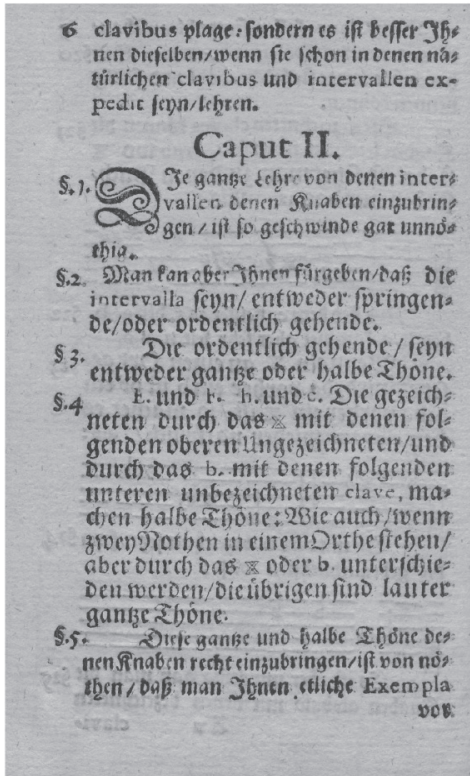 6 clavibus plage: sondern es ist besser Ih-
nen dieselben/wenn sie schon in denen na-
türlichen clavibus und intervallen ex-
pedit seyn/lehren.
Caput II.
§.1. DIe gantze Lehre von denen inter-
vallen denen Knaben einzubrin-
gen / ist so geschwinde gar unnö-
thig.
§.2. Man kan aber Ihnen fürgeben/daß die
intervalla seyn/ entweder springen-
de/oder ordentlich gehende.
§ 3. Die ordentlich gehende / seyn
entweder gantze oder halbe Thöne.
§.4 E. und F. h. und c. Die gezeich-
neten durch das x mit denen fol-
genden oberen Ungezeichneten/und
durch das b. mit denen folgenden
unteren unbezeichneten clave, ma-
chen halbe Thöne: Wie auch /wenn
zwey Nothen in einem Orthe stehen/
aber durch das x oder b. unterschie-
den werden/die übrigen sind lauter
gantze Thöne.
§.5. Diese gantze und halbe Thöne de-
nen Knaben recht einzubringen/ist von nö-
then / daß man Ihnen etliche Exempla
vor